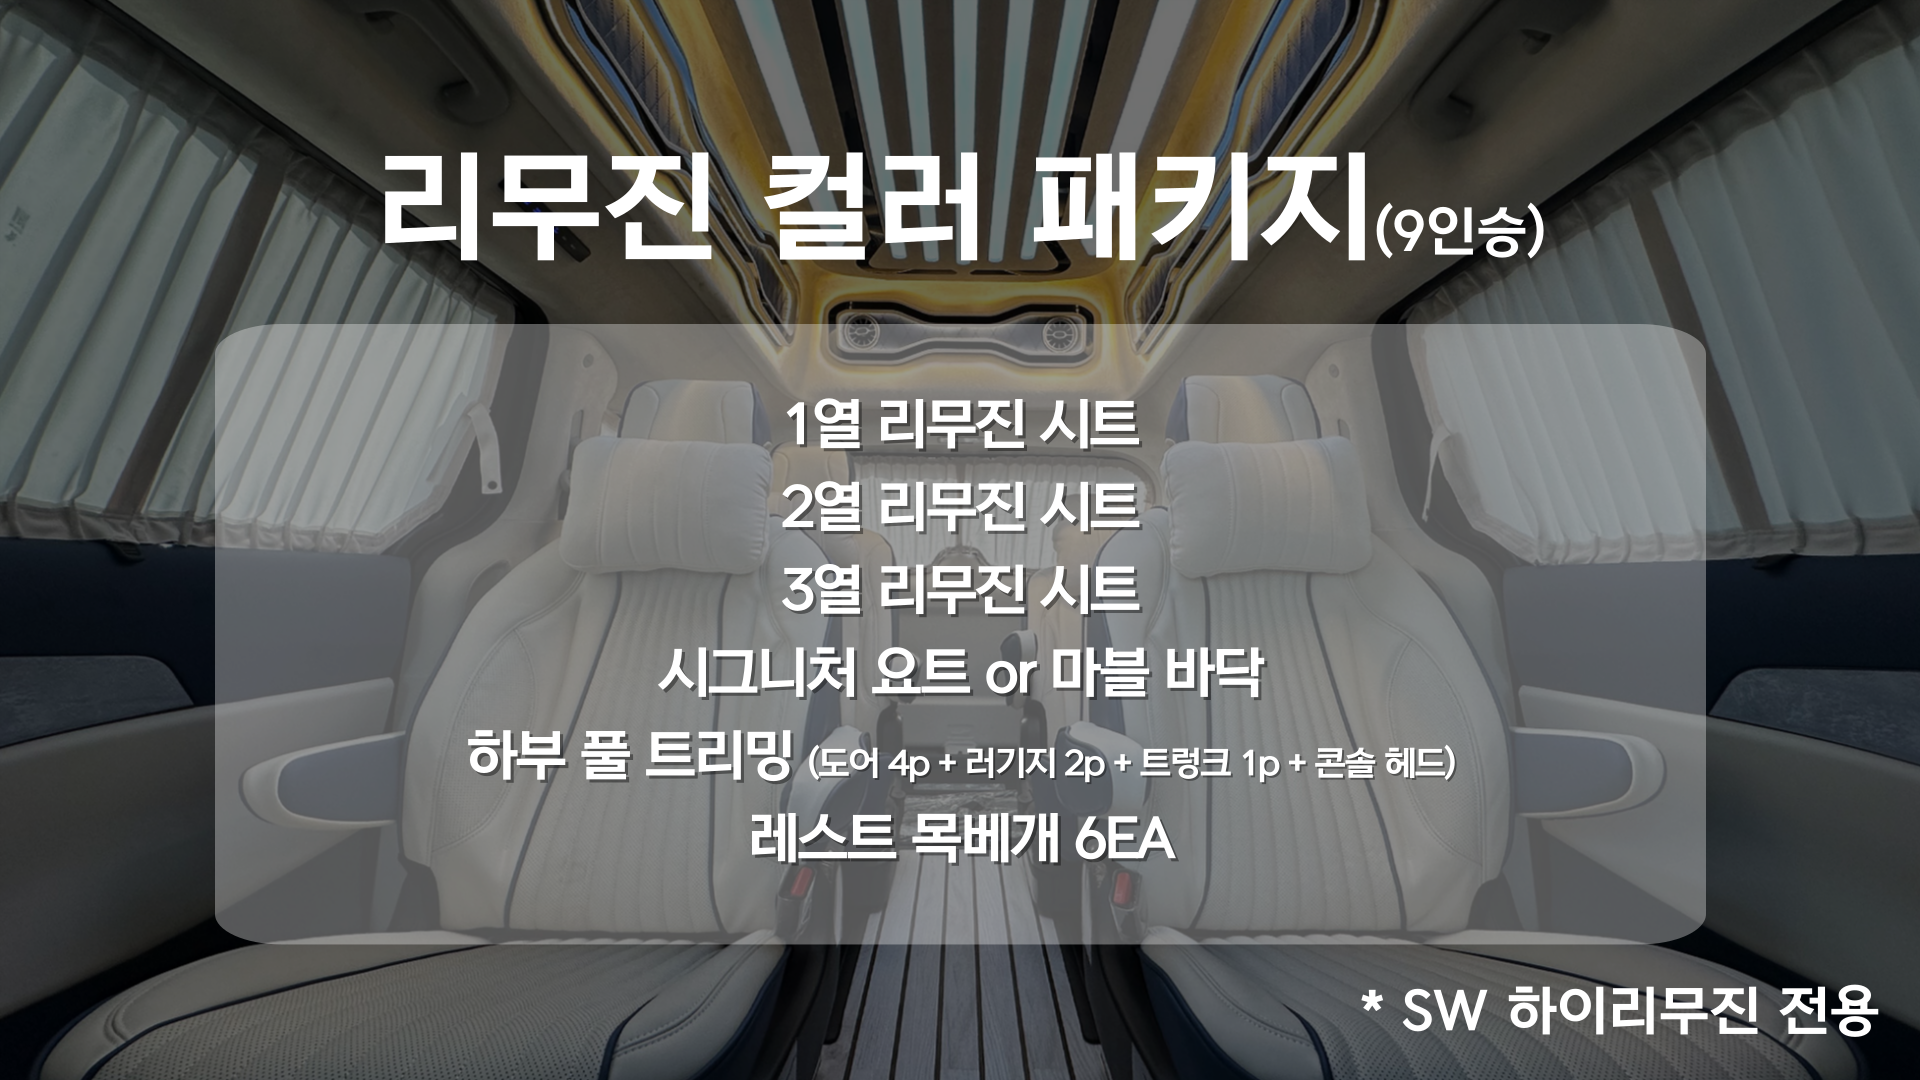 리무진 컬러 패키지(9인승)
1열 리무진 시트
2열 리무진 시트
3열 리무진 시트
시그니처 요트 or 마블 바닥
하부 풀 트리밍 (도어 4p + 러기지 2p + 트렁크 1p + 콘솔 헤드)
레스트 목베개 6EA
* SW 하이리무진 전용